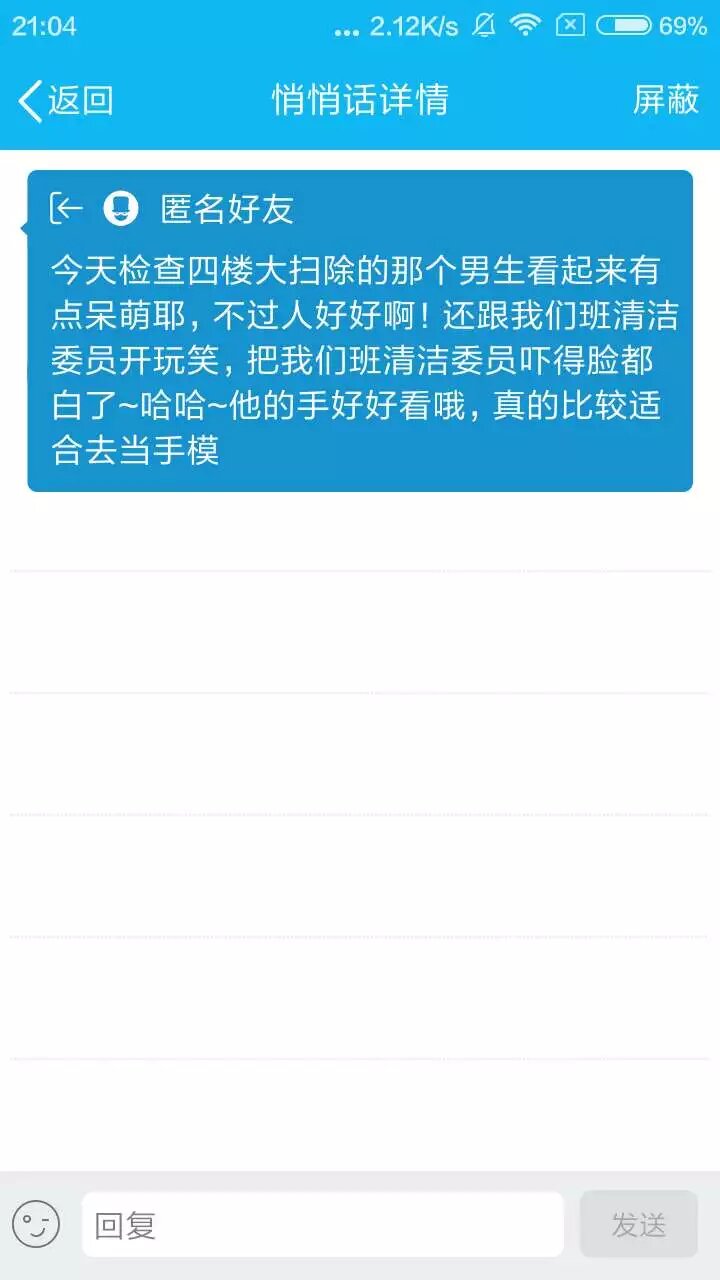 21:04 ... 2.12K/s 69%
返回 悄悄话详情 屏蔽
匿名好友
今天检查四楼大扫除的那个男生看起来有
点呆萌耶，不过人好好啊！还跟我们班清洁
委员开玩笑，把我们班清洁委员吓得脸都
白了~哈哈~他的手好好看哦，真的比较适
合去当手模
回复 发送